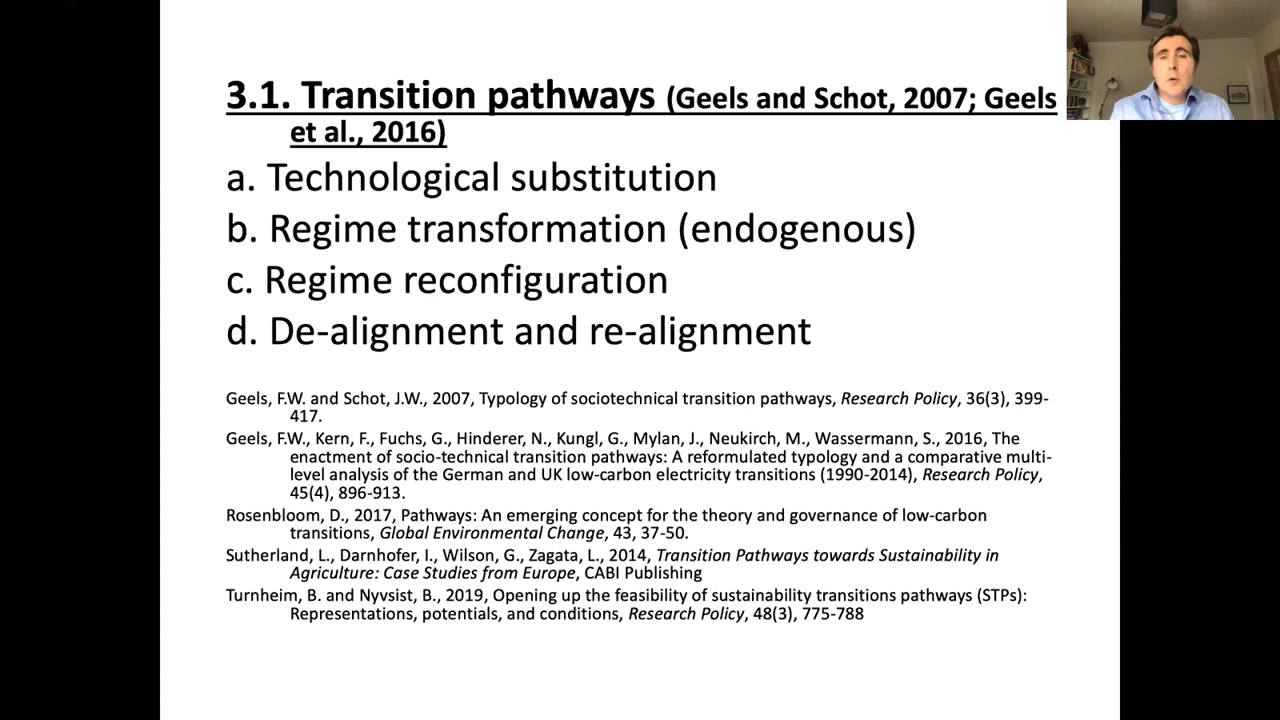 3.1. Transition pathways (Geels and Schot, 2007; Geels
et al., 2016)
a. Technological substitution
b. Regime transformation (endogenous)
c. Regime reconfiguration
d. De-alignment and re-alignment
Geels, F.W. and Schot, J.W., 2007, Typology of sociotechnical transition pathways, Research Policy, 36(3), 399-
417.
Geels, F.W., Kern, F., Fuchs, G., Hinderer, N., Kungl, G., Mylan, J., Neukirch, M., Wassermann, S., 2016, The
enactment of socio-technical transition pathways: A reformulated typology and a comparative multi-
level analysis of the German and UK low-carbon electricity transitions (1990-2014), Research Policy,
45(4), 896-913.
Rosenbloom, D., 2017, Pathways: An emerging concept for the theory and governance of low-carbon
transitions, Global Environmental Change, 43, 37-50.
Sutherland, L., Darnhofer, I., Wilson, G., Zagata, L., 2014, Transition Pathways towards Sustainability in
Agriculture: Case Studies from Europe, CABI Publishing
Turnheim, B. and Nyvsist, B., 2019, Opening up the feasibility of sustainability transitions pathways (STPs):
Representations, potentials, and conditions, Research Policy, 48(3), 775-788